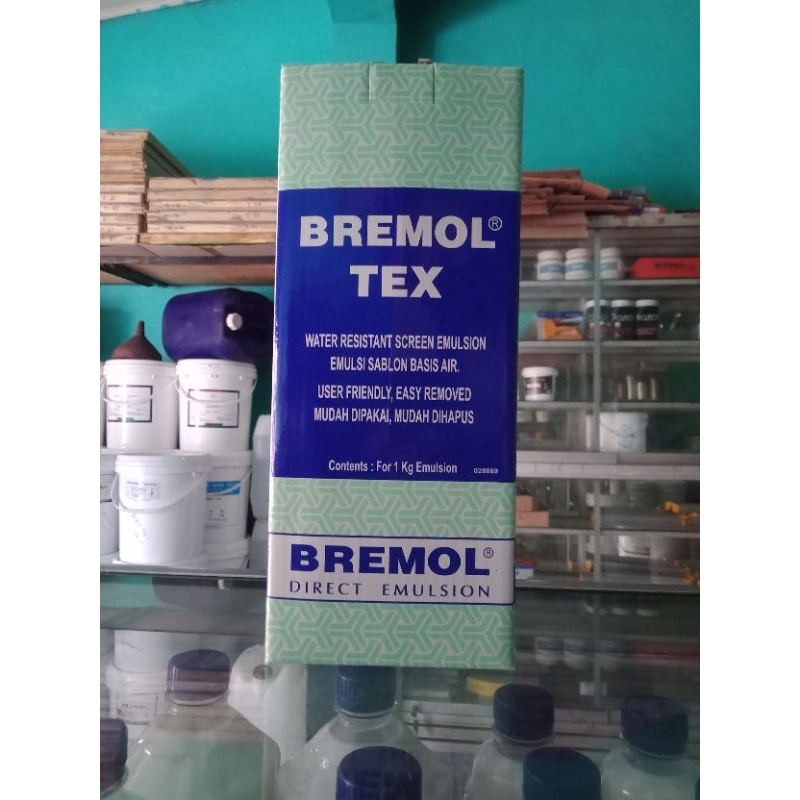 BREMOL®
TEX
WATER RESISTANT SCREEN EMULSION
EMULSI SABLON BASIS AIR.
USER FRIENDLY, EASY REMOVED
MUDAH DIPAKAI, MUDAH DIHAPUS
Contents : For 1 Kg Emulsion 028869
BREMOL®
DIRECT EMULSION